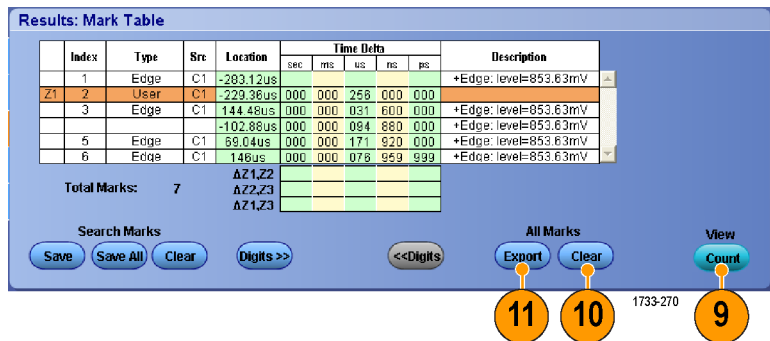 Results: Mark Table
Index Type Src Location Time Delta Description
sec ms us ns ps
1 Edge C1 -283.12us +Edge: level=853.63mV
Z1 2 User C1 -229.36us 000 000 256 000 000
3 Edge C1 144.48us 000 000 031 600 000 +Edge: level=853.63mV
-102.88us 000 000 094 880 000 +Edge: level=853.63mV
5 Edge C1 69.04us 000 000 171 920 000 +Edge: level=853.63mV
6 Edge C1 146us 000 000 076 959 999 +Edge: level=853.63mV
Total Marks: 7
ΔZ1,Z2
ΔZ2,Z3
ΔZ1,Z3
Search Marks All Marks View
Save Save All Clear Digits >> <<Digits Export Clear Count
1733-270
11 10 9